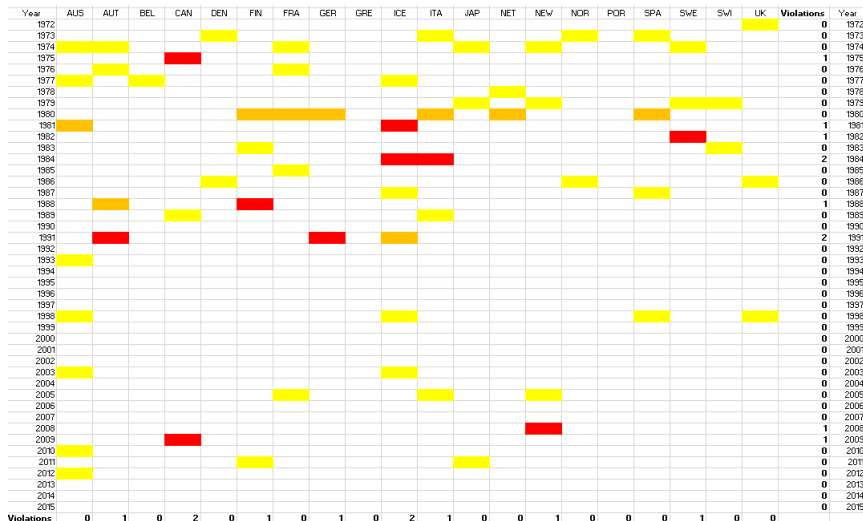 Year AUS AUT BEL CAN DEN FIN FRA GER GRE ICE ITA JAP NET NEW NOR POR SPA SWE SWI UK Violations Year
1972 0 1972
1973 0 1973
1974 0 1974
1975 1 1975
1976 0 1976
1977 0 1977
1978 0 1978
1979 0 1979
1980 0 1980
1981 1 1981
1982 1 1982
1983 0 1983
1984 2 1984
1985 0 1985
1986 0 1986
1987 0 1987
1988 1 1988
1989 0 1989
1990 0 1990
1991 2 1991
1992 0 1992
1993 0 1993
1994 0 1994
1995 0 1995
1996 0 1996
1997 0 1997
1998 0 1998
1999 0 1999
2000 0 2000
2001 0 2001
2002 0 2002
2003 0 2003
2004 0 2004
2005 0 2005
2006 0 2006
2007 0 2007
2008 1 2008
2009 1 2009
2010 0 2010
2011 0 2011
2012 0 2012
2013 0 2013
2014 0 2014
2015 0 2015
Violations 0 1 0 2 0 1 0 1 0 2 1 0 0 1 0 0 0 1 0 0